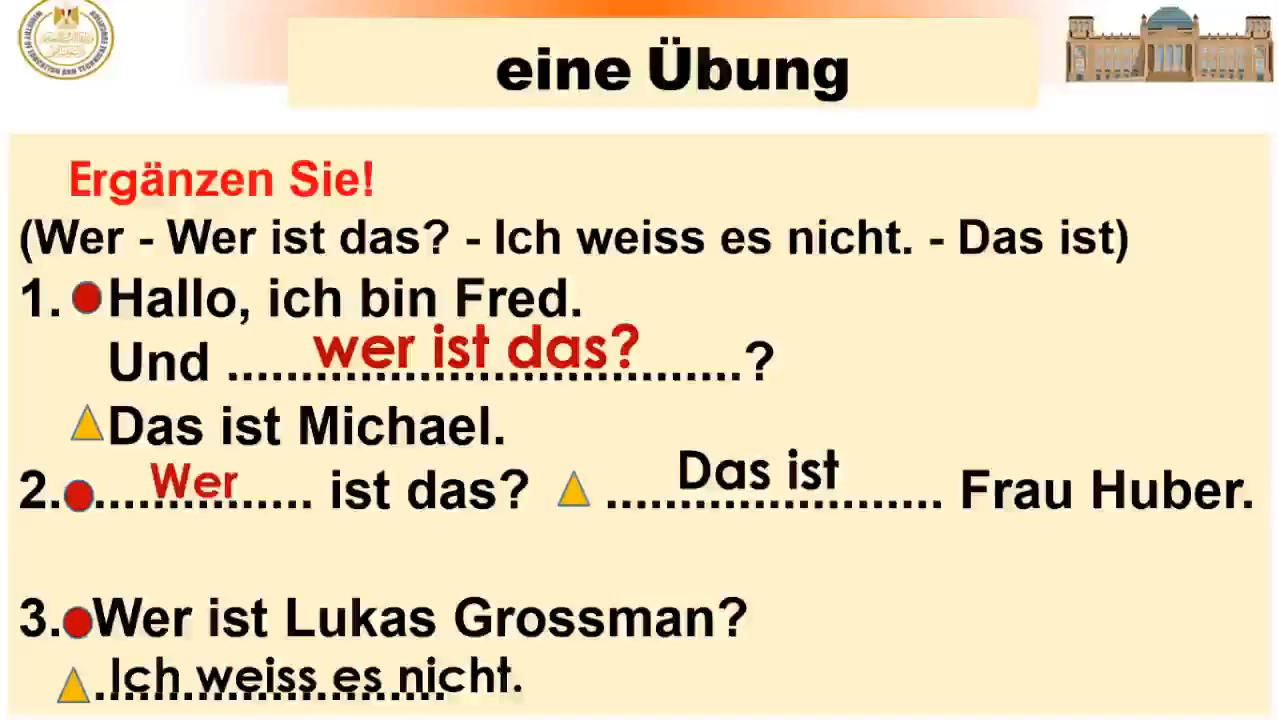 eine Übung
Ergänzen Sie!
(Wer - Wer ist das? - Ich weiss es nicht. - Das ist)
1. Hallo, ich bin Fred.
Und ....... wer ist das? .......?
Das ist Michael.
2. ....... Wer ....... ist das? ....... Das ist ....... Frau Huber.
3. Wer ist Lukas Grossman?
Ich weiss es nicht.